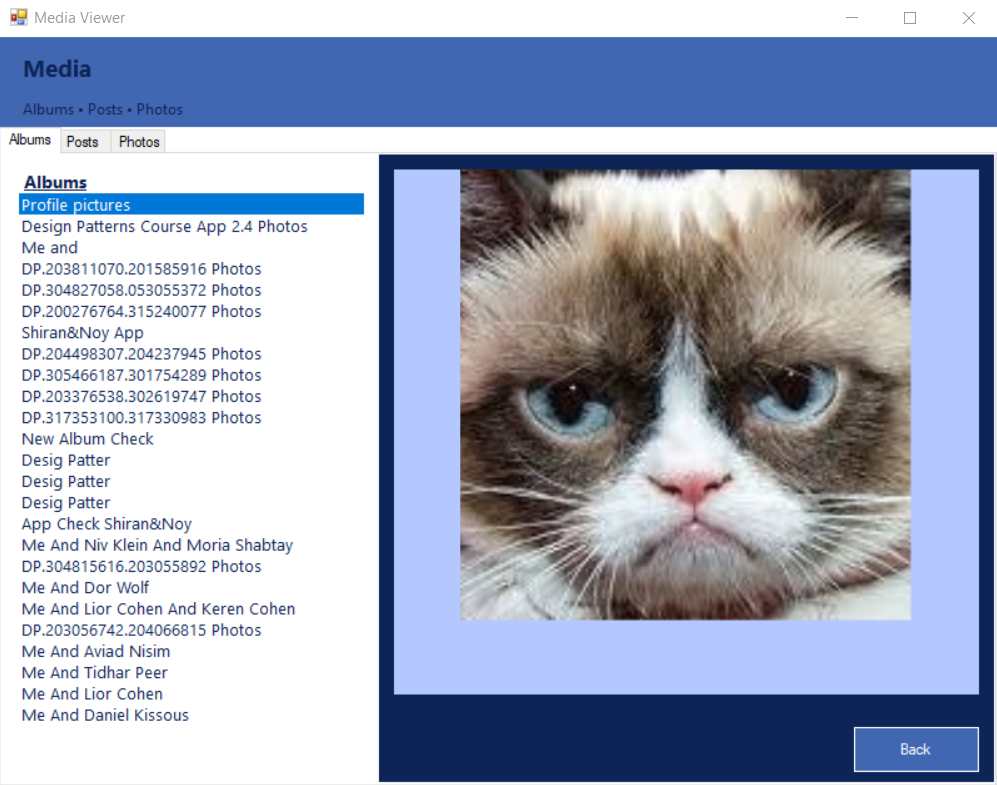 Media Viewer
Media
Albums • Posts • Photos
Albums Posts Photos
Albums
Profile pictures
Design Patterns Course App 2.4 Photos
Me and
DP.203811070.201585916 Photos
DP.304827058.053055372 Photos
DP.200276764.315240077 Photos
Shiran&Noy App
DP.204498307.204237945 Photos
DP.305466187.301754289 Photos
DP.203376538.302619747 Photos
DP.317353100.317330983 Photos
New Album Check
Desig Patter
Desig Patter
Desig Patter
App Check Shiran&Noy
Me And Niv Klein And Moria Shabtay
DP.304815616.203055892 Photos
Me And Dor Wolf
Me And Lior Cohen And Keren Cohen
DP.203056742.204066815 Photos
Me And Aviad Nisim
Me And Tidhar Peer
Me And Lior Cohen
Me And Daniel Kissous
Back